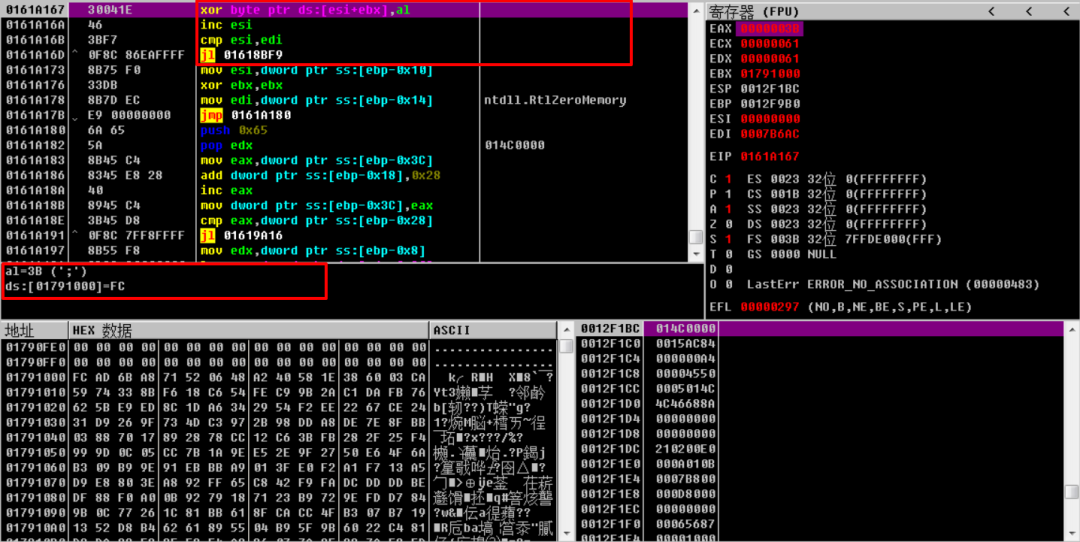 0161A167 30041E xor byte ptr ds:[esi+ebx],al
0161A16A 46 inc esi
0161A16B 3BF7 cmp esi,edi
0161A16D ^ 0F8C 86EAFFFF jl 01618BF9
0161A173 8B75 F0 mov esi,dword ptr ss:[ebp-0x10]
0161A176 33DB xor ebx,ebx
0161A178 8B7D EC mov edi,dword ptr ss:[ebp-0x14] ntdll.RtlZeroMemory
0161A17B E9 00000000 jmp 0161A180
0161A180 6A 65 push 0x65
0161A182 5A pop edx 014C0000
0161A183 8B45 C4 mov eax,dword ptr ss:[ebp-0x3C]
0161A186 8345 E8 28 add dword ptr ss:[ebp-0x18],0x28
0161A18A 40 inc eax
0161A18B 8945 C4 mov dword ptr ss:[ebp-0x3C],eax
0161A18E 3B45 D8 cmp eax,dword ptr ss:[ebp-0x28]
0161A191 ^ 0F8C 7FF8FFFF jl 01619A16
0161A197 8B55 F8 mov edx,dword ptr ss:[ebp-0x8]
al=3B (';')
ds:[01791000]=FC
寄存器 (FPU) < < <
EAX 0000003B
ECX 00000061
EDX 00000061
EBX 01791000
ESP 0012F1BC
EBP 0012F9B0
ESI 00000000
EDI 0007B6AC
EIP 0161A167
C 1 ES 0023 32位 0(FFFFFFFF)
P 1 CS 001B 32位 0(FFFFFFFF)
A 1 SS 0023 32位 0(FFFFFFFF)
Z 0 DS 0023 32位 0(FFFFFFFF)
S 1 FS 003B 32位 7FFDE000(FFF)
T 0 GS 0000 NULL
D 0
O 0 LastErr ERROR_NO_ASSOCIATION (00000483)
EFL 00000297 (NO,B,NE,BE,S,PE,L,LE)
地址 HEX 数据 ASCII
01790FE0 00 00 00 00 00 00 00 00 00 00 00 00 00 00 00 00 ................
01790FF0 00 00 00 00 00 00 00 00 00 00 00 00 00 00 00 00 ................
01791000 FC AD 6B A8 71 52 06 48 A2 40 58 1E 38 60 03 CA
01791010 59 74 33 8B F6 18 C6 54 FE C9 9B 2A C1 DA FB 76
01791020 62 5B E9 ED 8C 1D A6 34 29 54 F2 EE 22 67 CE 24
01791030 31 D9 26 9F 73 4D C3 97 2B 98 DD A8 DE 7E 8F BB
01791040 03 88 70 17 89 28 78 CC 12 C6 3B FB 28 2F 25 F4
01791050 99 9D 0C 05 CC 7B 1A 9E E5 2E 9F 27 50 E6 4F 6A
01791060 B3 09 B9 9E 91 EB BB A9 01 3F E0 F2 A1 F7 13 A5
01791070 D9 E8 80 3E A8 92 FF 65 C8 42 F9 FA DC DD DD BE
01791080 DF 88 F0 A0 0B 92 79 18 71 23 B9 72 9E FD D7 84
01791090 9B 0C 77 26 1C 81 BB 61 8F CA CC 4F B3 07 B7 19
017910A0 13 52 D8 B4 62 61 89 55 04 B9 5F 9B 60 22 C4 81
0012F1BC 014C0000
0012F1C0 0015AC84
0012F1C4 000000A4
0012F1C8 00004550
0012F1CC 0005014C
0012F1D0 4C46688A
0012F1D4 00000000
0012F1D8 00000000
0012F1DC 210200E0
0012F1E0 000A010B
0012F1E4 0007B800
0012F1E8 000D8000
0012F1EC 00000000
0012F1F0 00065687
0012F1F4 00001000